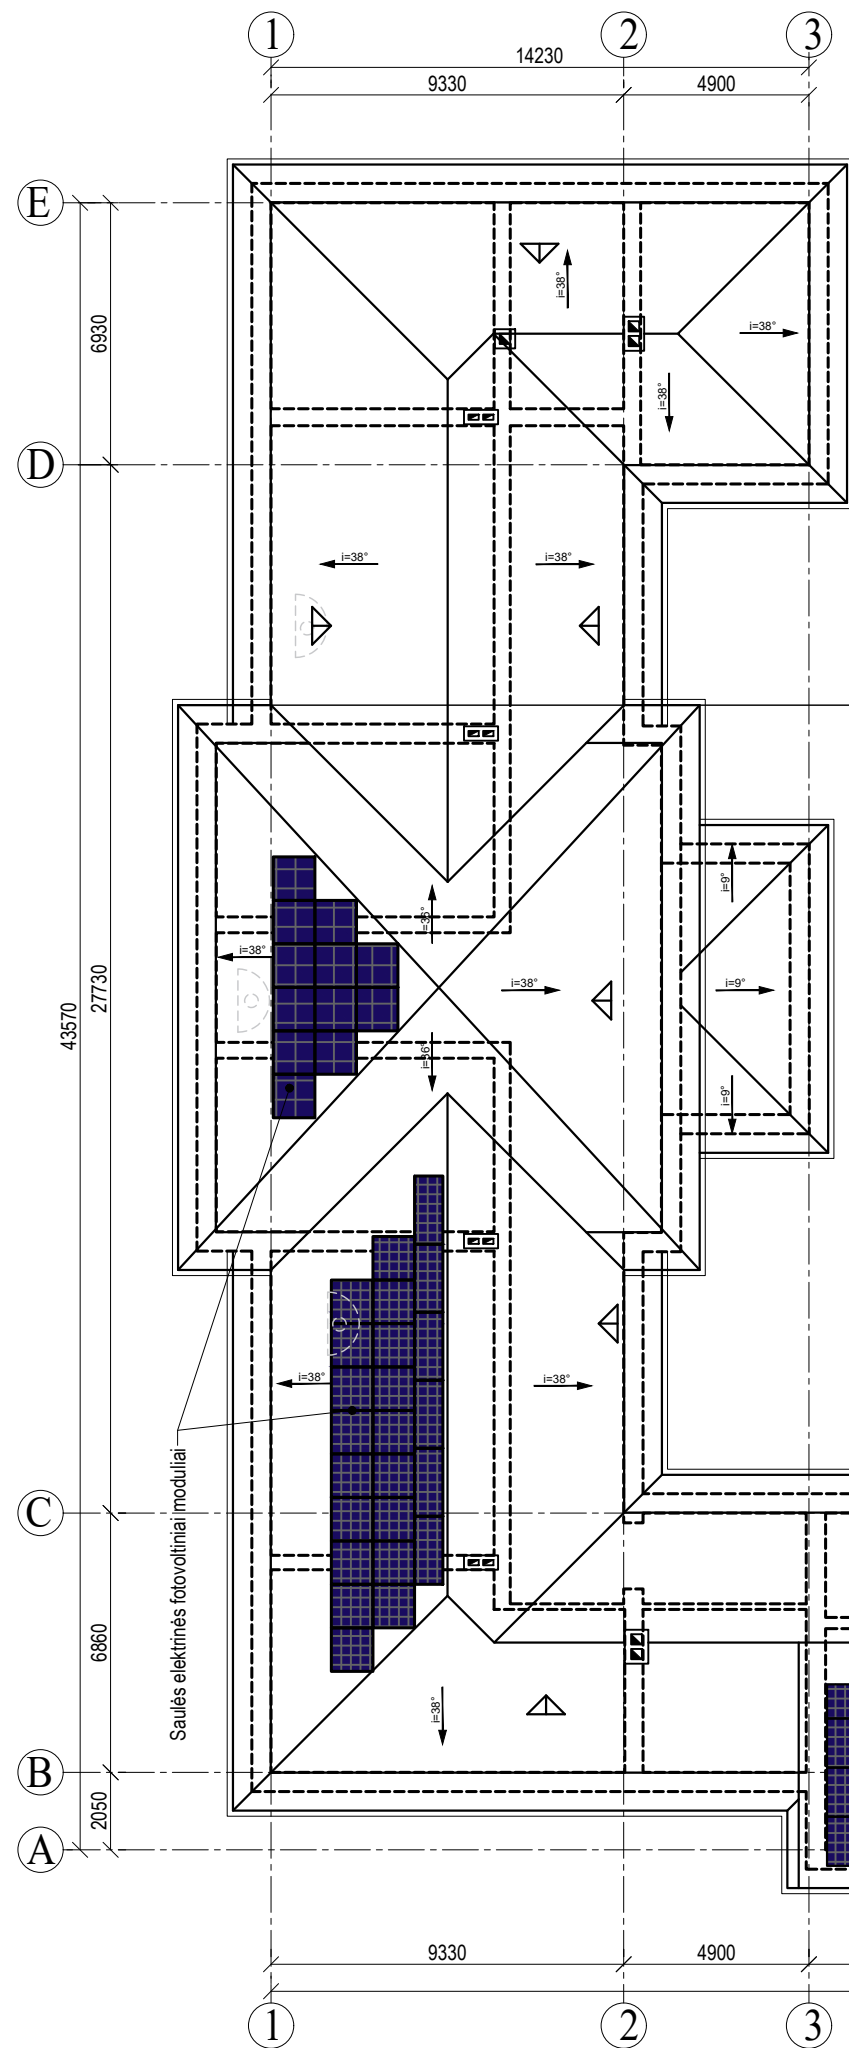 1
2
3
14230
9330
4900
E
i=38°
i=38°
6930
i=38°
D
i=38°
i=38°
i=9°
i=36°
i=38°
43570
27730
i=38°
i=9°
i=36°
i=9°
i=38°
i=38°
Saulės elektrinės fotovoltiniai moduliai
C
6860
i=38°
B
2050
A
9330
4900
1
2
3